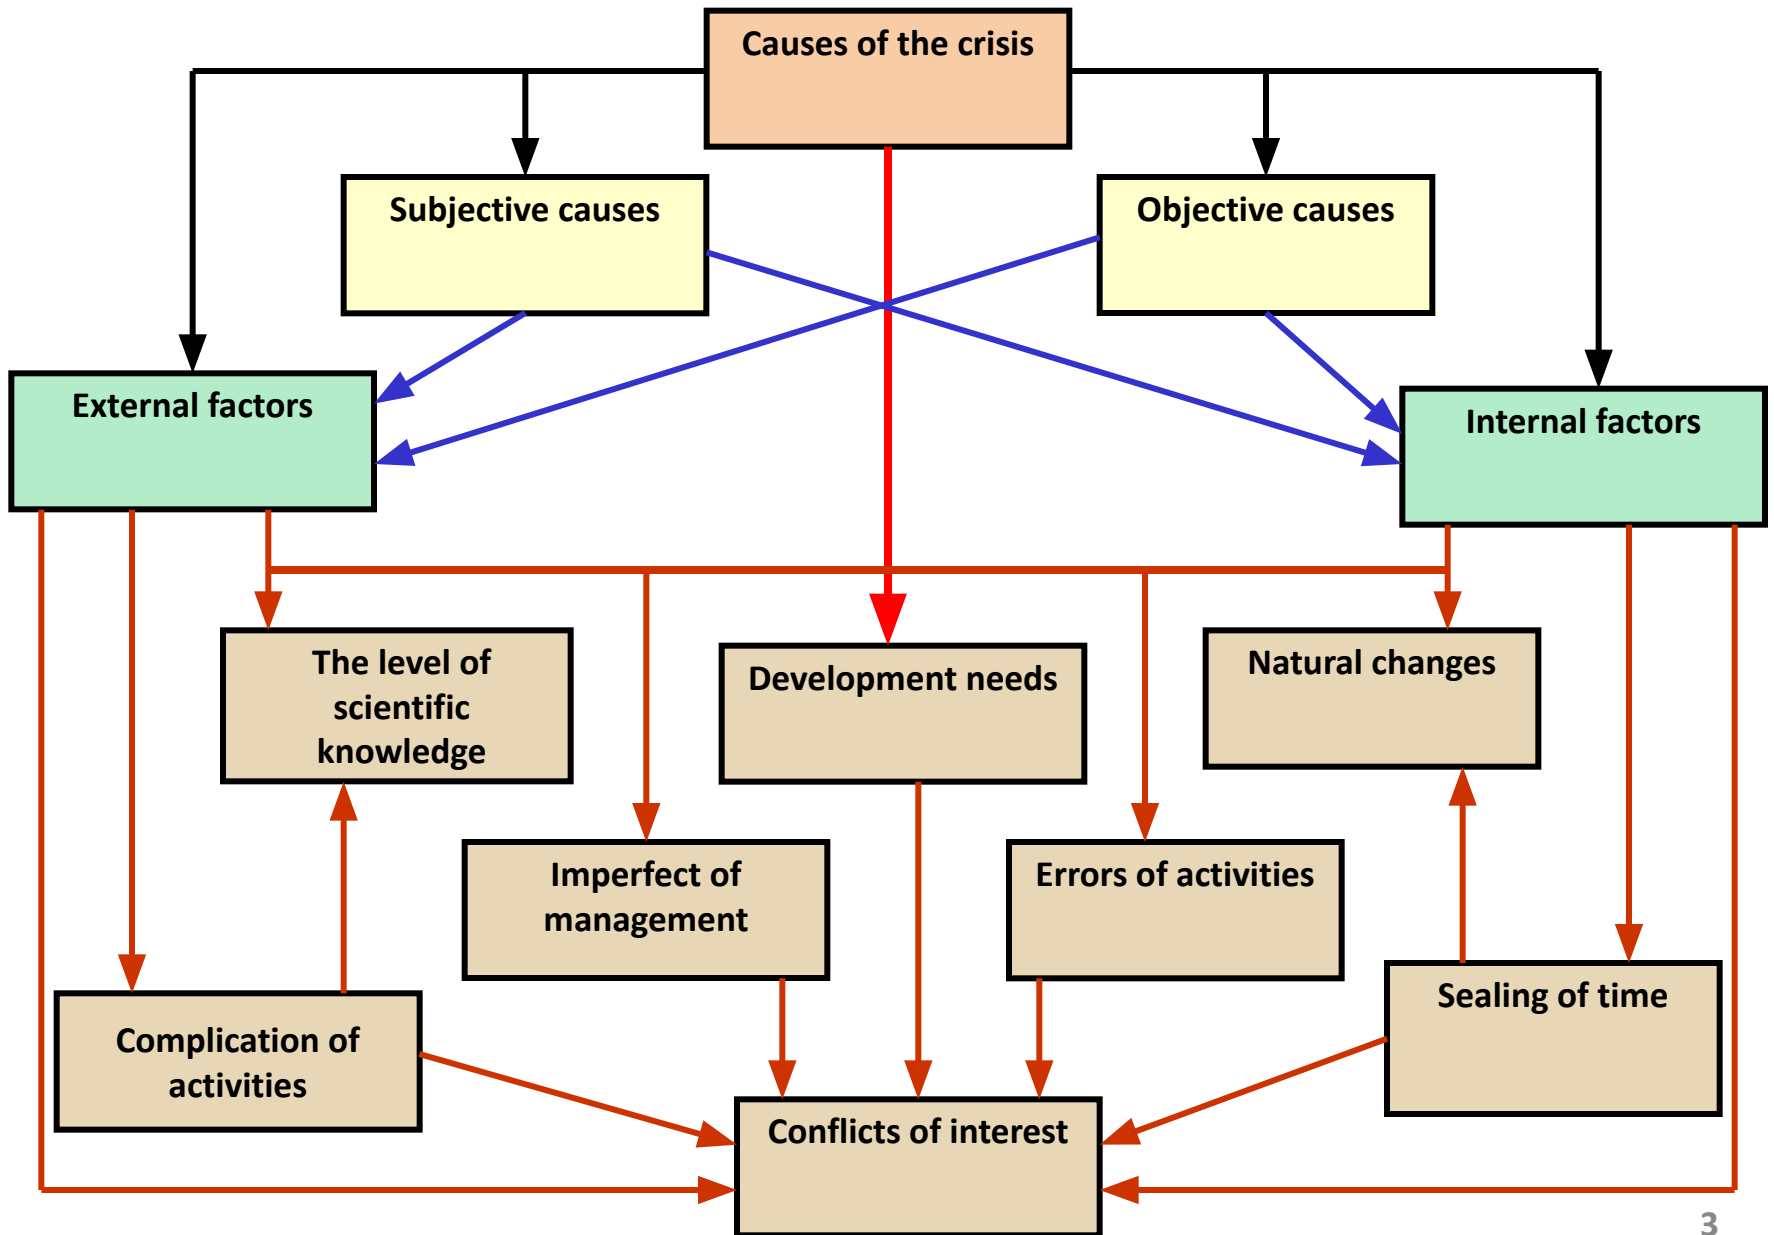 Causes of the crisis
Subjective causes
Objective causes
External factors
Internal factors
The level of
scientific
knowledge
Development needs
Natural changes
Imperfect of
management
Errors of activities
Complication of
activities
Sealing of time
Conflicts of interest
3